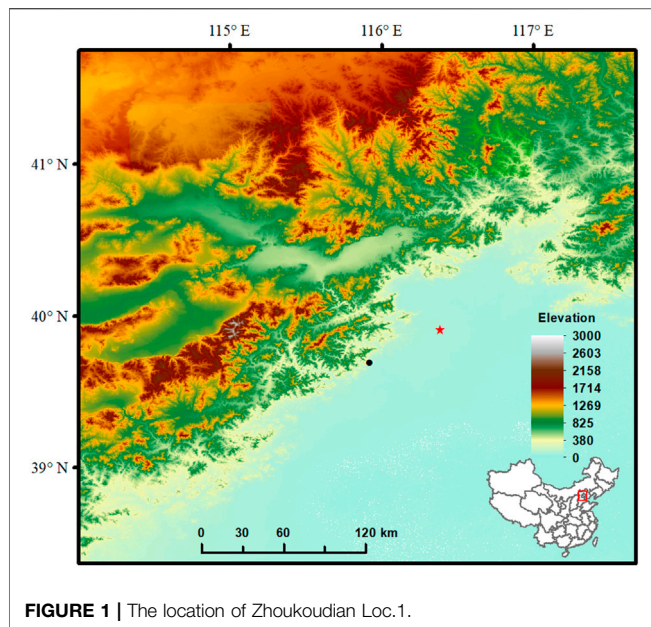 115° E 116° E 117° E
41° N
40° N
39° N
Elevation
3000
2603
2158
1714
1269
825
380
0
0 30 60 120 km
FIGURE 1 | The location of Zhoukoudian Loc.1.